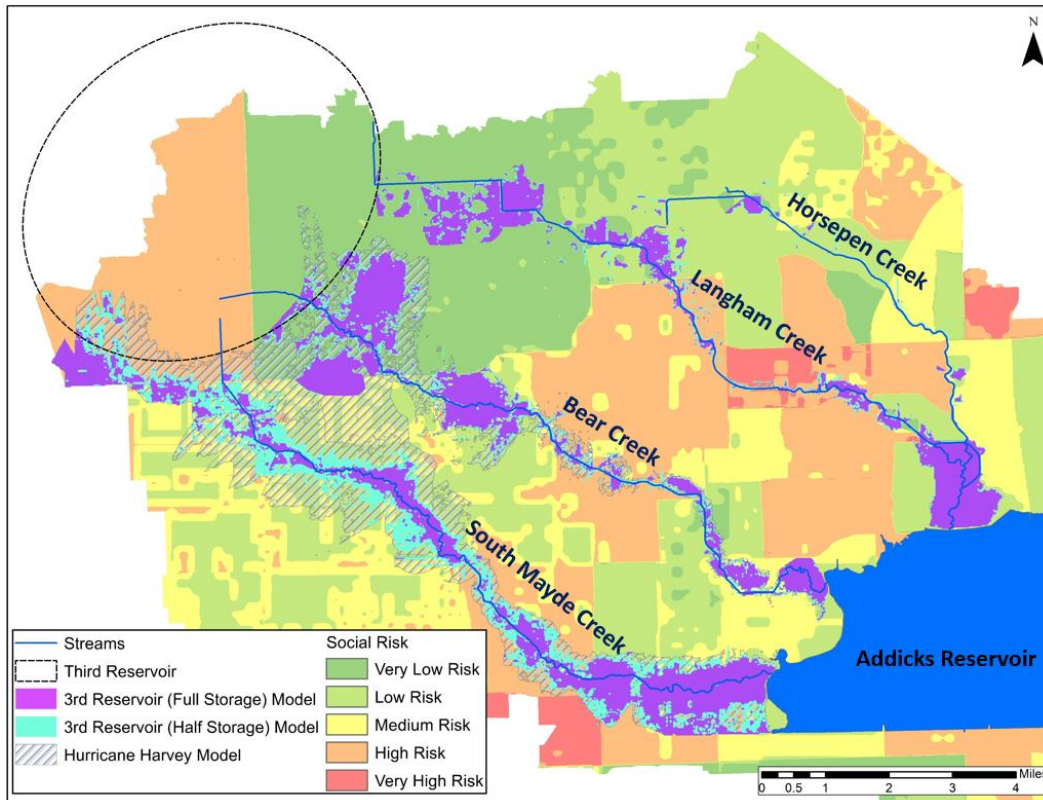 N
Horsepen Creek
Langham Creek
Bear Creek
South Mayde Creek
Addicks Reservoir
Streams
Third Reservoir
3rd Reservoir (Full Storage) Model
3rd Reservoir (Half Storage) Model
Hurricane Harvey Model
Social Risk
Very Low Risk
Low Risk
Medium Risk
High Risk
Very High Risk
Miles
0 0.5 1 2 3 4